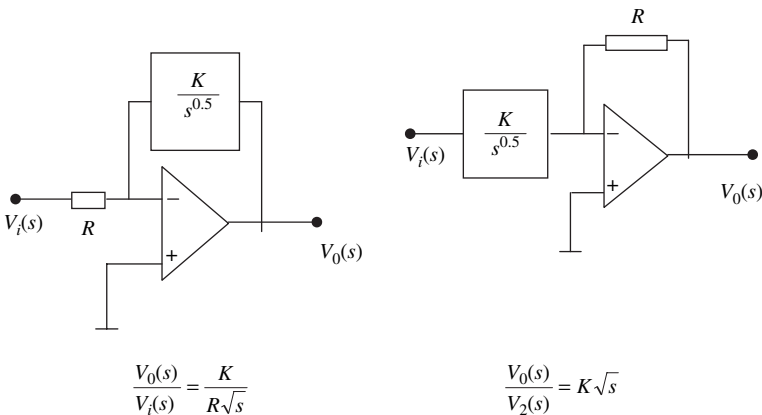 K
s^0.5
−
+
R
V_i(s)
V_0(s)
V_0(s)/V_i(s) = K/(R√s)
R
K
s^0.5
−
+
V_i(s)
V_0(s)
V_0(s)/V_2(s) = K√s